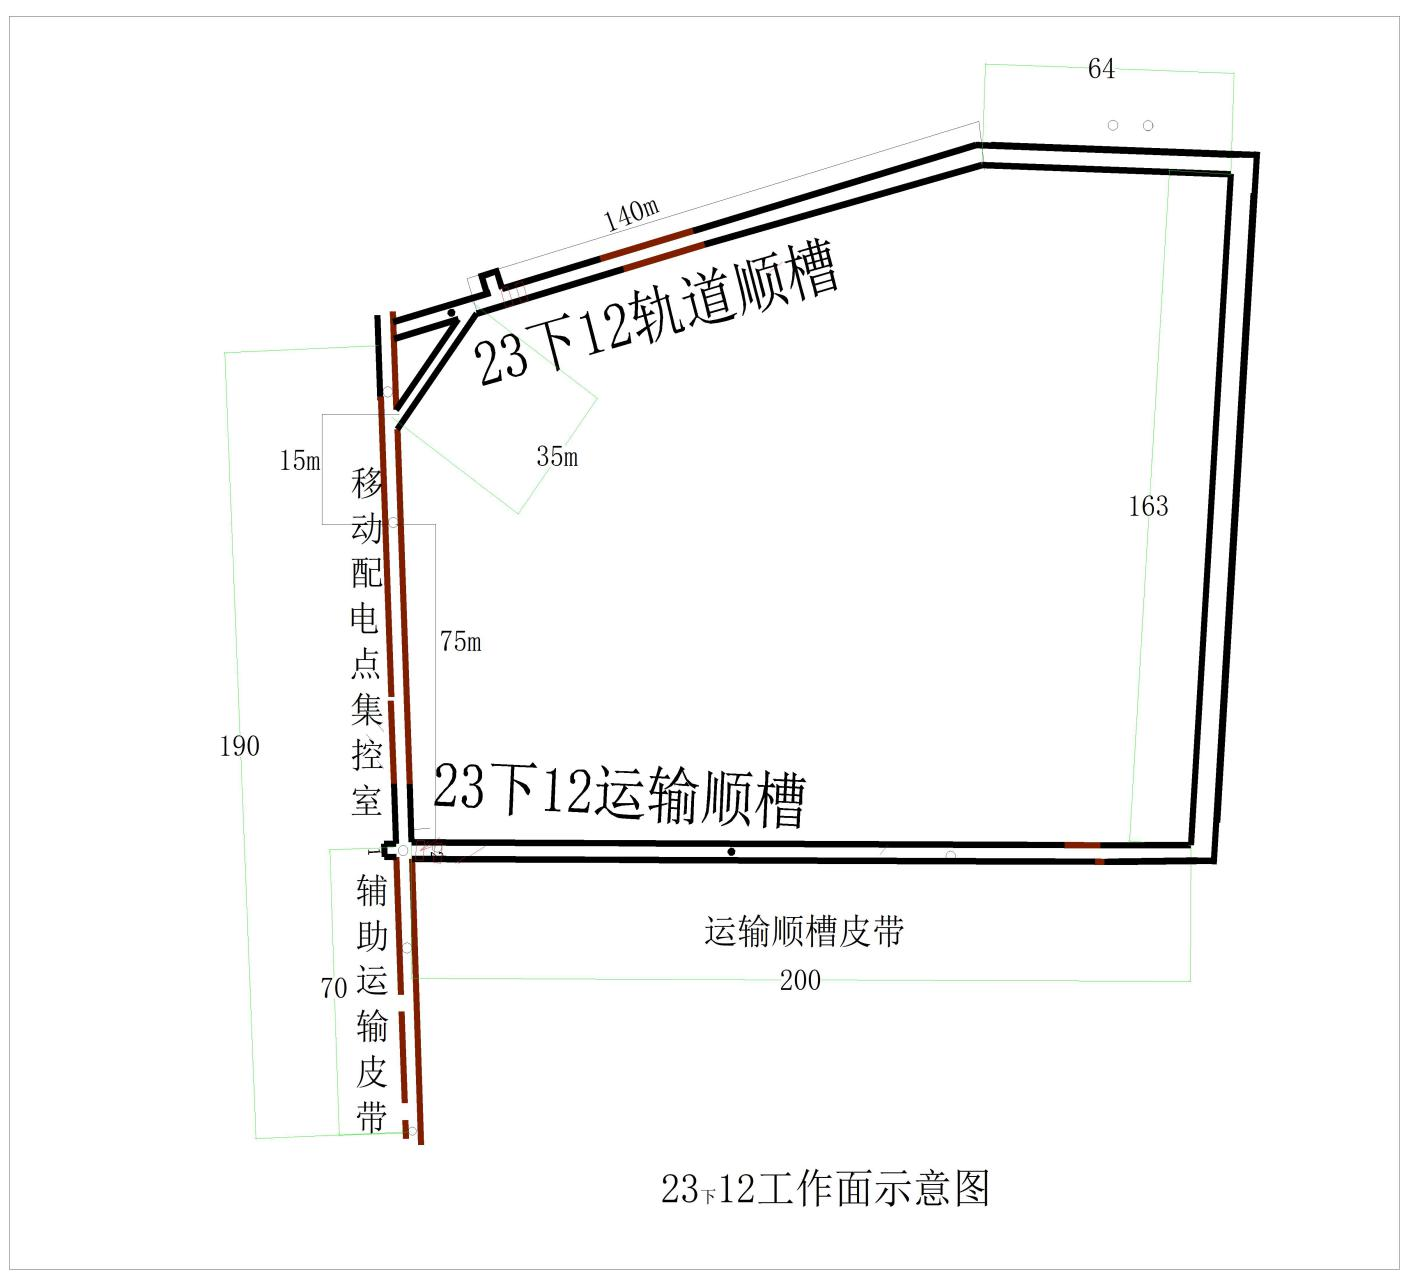 64
140m
23下12轨道顺槽
35m
15m
163
移动配电点集控室
75m
190
23下12运输顺槽
辅助运输皮带
运输顺槽皮带
70
200
23下12工作面示意图